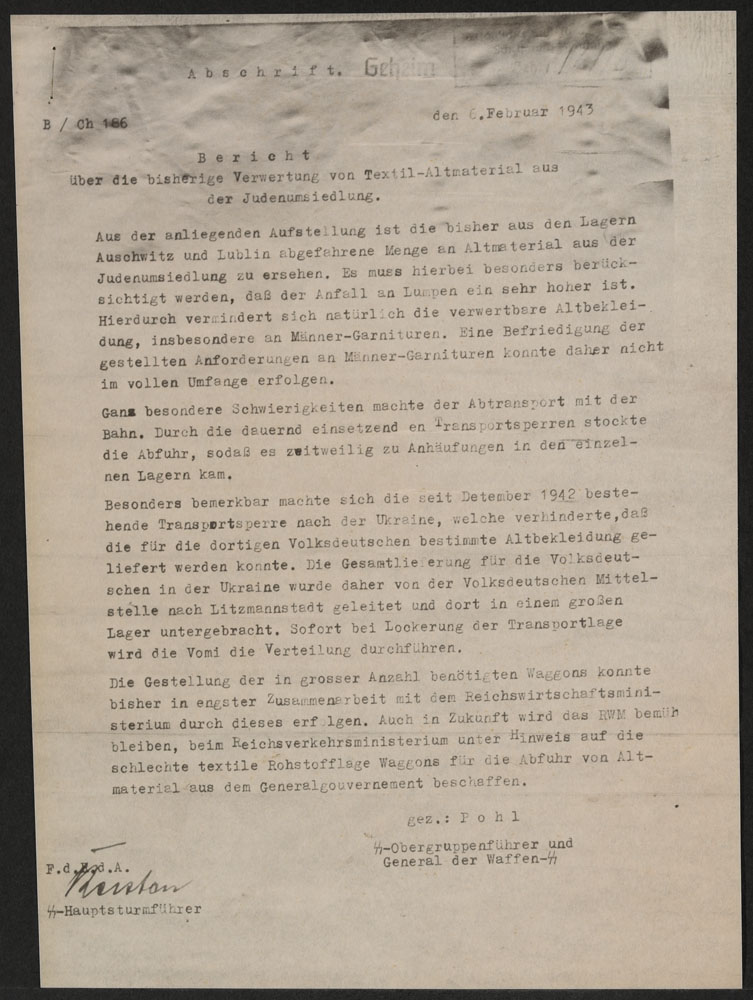 Abschrift. Geheim
B / Ch 186
den 6.Februar 1943
Bericht
über die bisherige Verwertung von Textil-Altmaterial aus
der Judenumsiedlung.
Aus der anliegenden Aufstellung ist die bisher aus den Lagern
Auschwitz und Lublin abgefahrene Menge an Altmaterial aus der
Judenumsiedlung zu ersehen. Es muss hierbei besonders berück-
sichtigt werden, daß der Anfall an Lumpen ein sehr hoher ist.
Hierdurch vermindert sich natürlich die verwertbare Altbeklei-
dung, insbesondere an Männer-Garnituren. Eine Befriedigung der
gestellten Anforderungen an Männer-Garnituren konnte daher nicht
im vollen Umfange erfolgen.
Ganz besondere Schwierigkeiten machte der Abtransport mit der
Bahn. Durch die dauernd einsetzend en Transportsperren stockte
die Abfuhr, sodaß es zeitweilig zu Anhäufungen in den einzel-
nen Lagern kam.
Besonders bemerkbar machte sich die seit Detember 1942 beste-
hende Transportsperre nach der Ukraine, welche verhinderte,daß
die für die dortigen Volksdeutschen bestimmte Altbekleidung ge-
liefert werden konnte. Die Gesamtlieferung für die Volksdeut-
schen in der Ukraine wurde daher von der Volksdeutschen Mittel-
stelle nach Litzmannstadt geleitet und dort in einem großen
Lager untergebracht. Sofort bei Lockerung der Transportlage
wird die Vomi die Verteilung durchführen.
Die Gestellung der in grosser Anzahl benötigten Waggons konnte
bisher in engster Zusammenarbeit mit dem Reichswirtschaftsmini-
sterium durch dieses erfolgen. Auch in Zukunft wird das RWM bemüh
bleiben, beim Reichsverkehrsministerium unter Hinweis auf die
schlechte textile Rohstofflage Waggons für die Abfuhr von Alt-
material aus dem Generalgouvernement beschaffen.
gez.: Pohl
SS-Obergruppenführer und
General der Waffen-SS
F.d.R.d.A.
SS-Hauptsturmführer